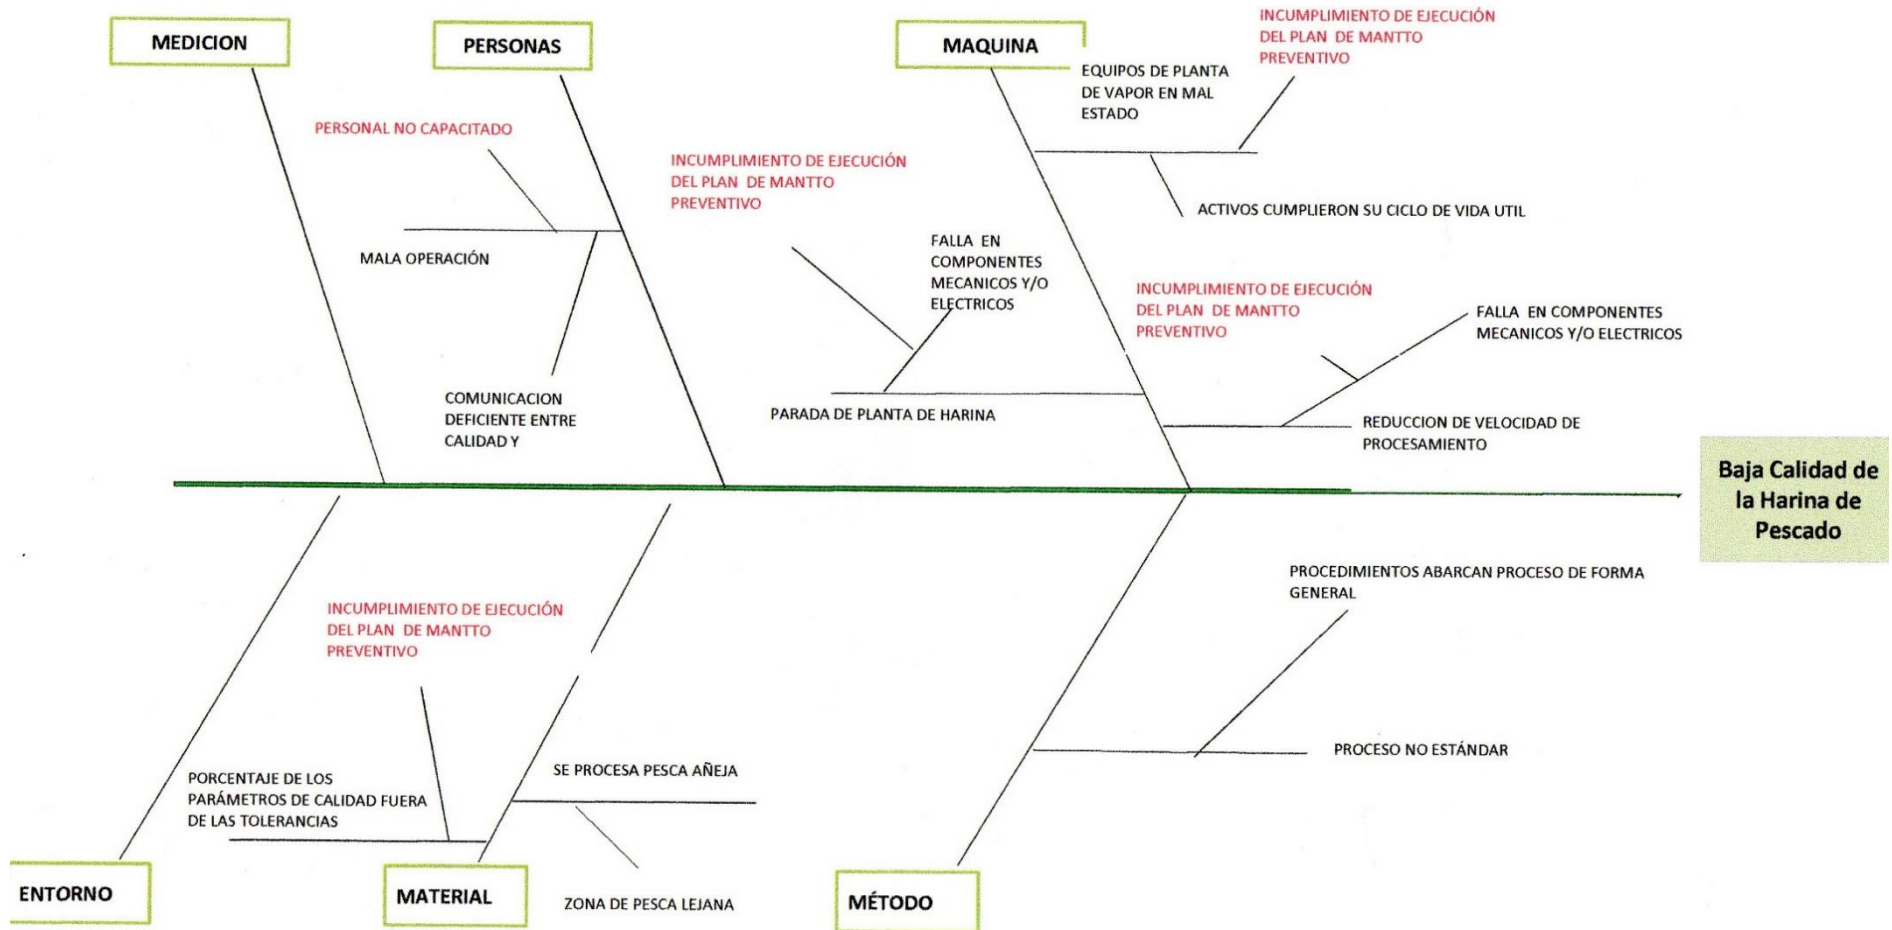 MEDICION
PERSONAS
MAQUINA
INCUMPLIMIENTO DE EJECUCIÓN
DEL PLAN DE MANTTO
PREVENTIVO
EQUIPOS DE PLANTA
DE VAPOR EN MAL
ESTADO
PERSONAL NO CAPACITADO
INCUMPLIMIENTO DE EJECUCIÓN
DEL PLAN DE MANTTO
PREVENTIVO
ACTIVOS CUMPLIERON SU CICLO DE VIDA UTIL
MALA OPERACIÓN
FALLA EN
COMPONENTES
MECANICOS Y/O
ELECTRICOS
INCUMPLIMIENTO DE EJECUCIÓN
DEL PLAN DE MANTTO
PREVENTIVO
FALLA EN COMPONENTES
MECANICOS Y/O ELECTRICOS
COMUNICACION
DEFICIENTE ENTRE
CALIDAD Y
PARADA DE PLANTA DE HARINA
REDUCCION DE VELOCIDAD DE
PROCESAMIENTO
Baja Calidad de
la Harina de
Pescado
PROCEDIMIENTOS ABARCAN PROCESO DE FORMA
GENERAL
INCUMPLIMIENTO DE EJECUCIÓN
DEL PLAN DE MANTTO
PREVENTIVO
PROCESO NO ESTÁNDAR
SE PROCESA PESCA AÑEJA
PORCENTAJE DE LOS
PARÁMETROS DE CALIDAD FUERA
DE LAS TOLERANCIAS
ENTORNO
MATERIAL
ZONA DE PESCA LEJANA
MÉTODO